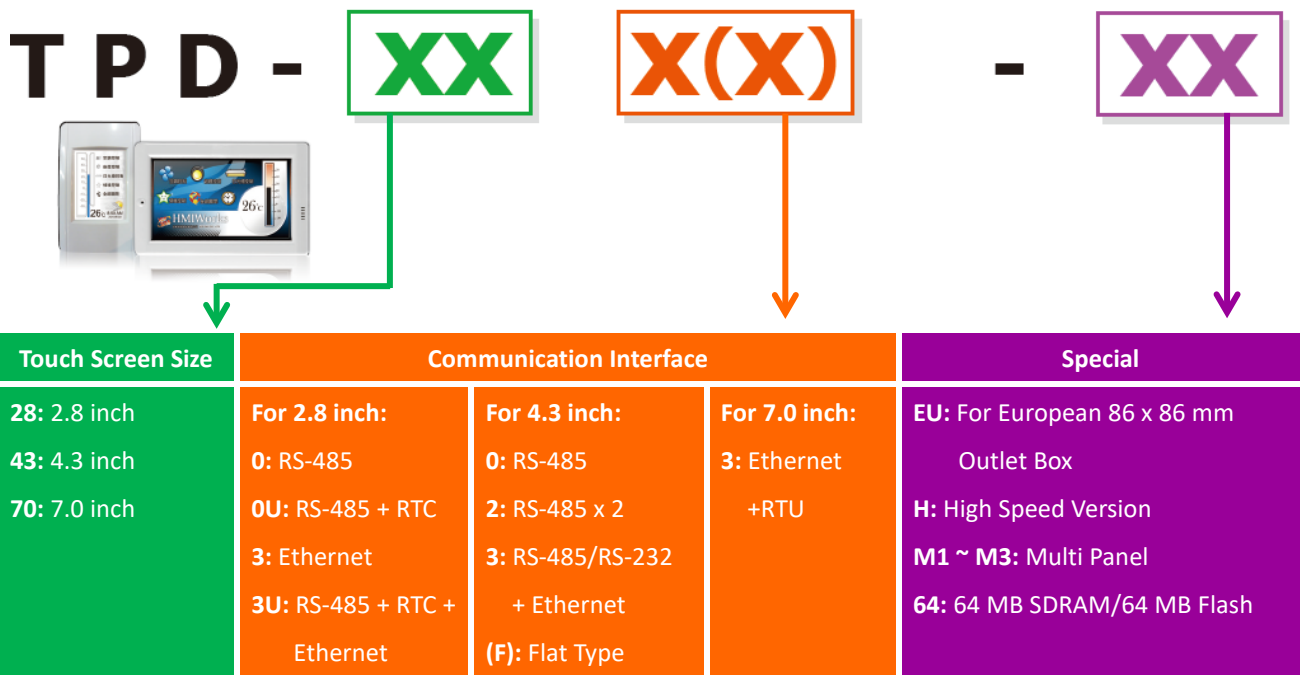 TPD-XX X(X) - XX
26°c
26°c
HMIWorks
Touch Screen Size
Communication Interface
Special
28: 2.8 inch
43: 4.3 inch
70: 7.0 inch
For 2.8 inch:
0: RS-485
0U: RS-485 + RTC
3: Ethernet
3U: RS-485 + RTC +
Ethernet
For 4.3 inch:
0: RS-485
2: RS-485 x 2
3: RS-485/RS-232
+ Ethernet
(F): Flat Type
For 7.0 inch:
3: Ethernet
+RTU
EU: For European 86 x 86 mm
Outlet Box
H: High Speed Version
M1 ~ M3: Multi Panel
64: 64 MB SDRAM/64 MB Flash